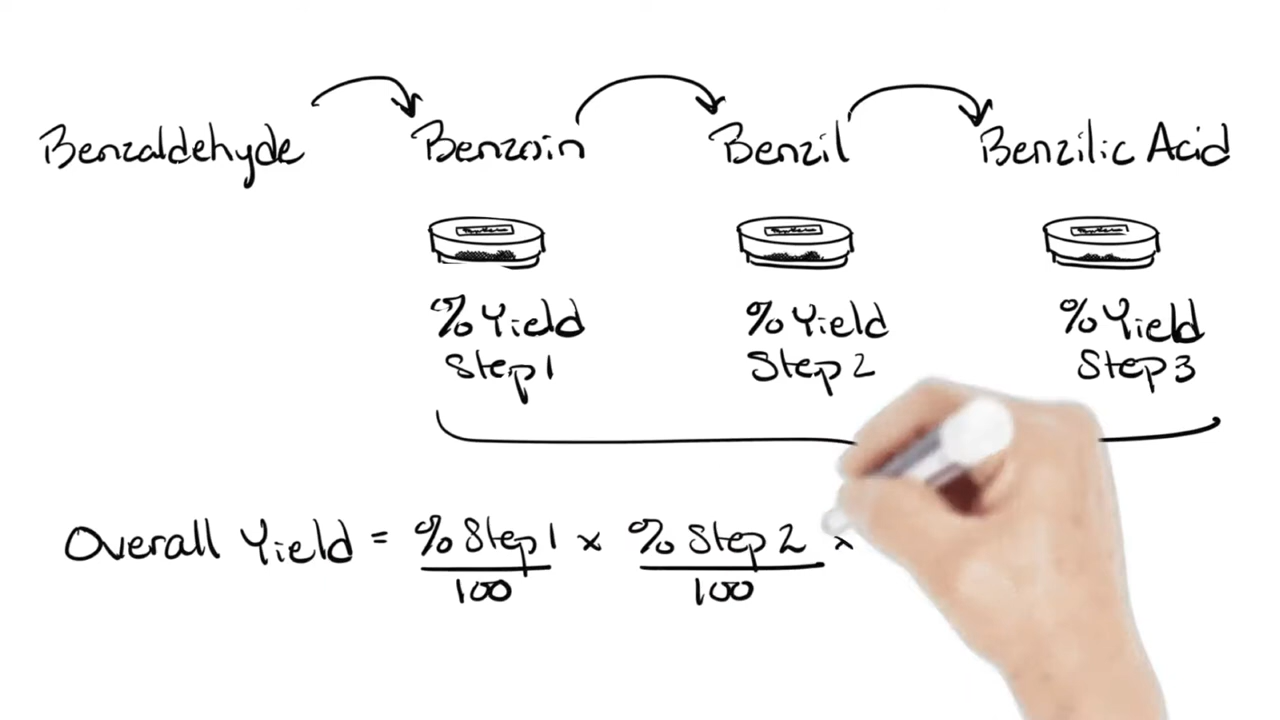 Benzaldehyde Benzoin Benzil Benzilic Acid
% Yield Step 1
% Yield Step 2
% Yield Step 3
Overall Yield = % Step 1 / 100 × % Step 2 / 100 ×